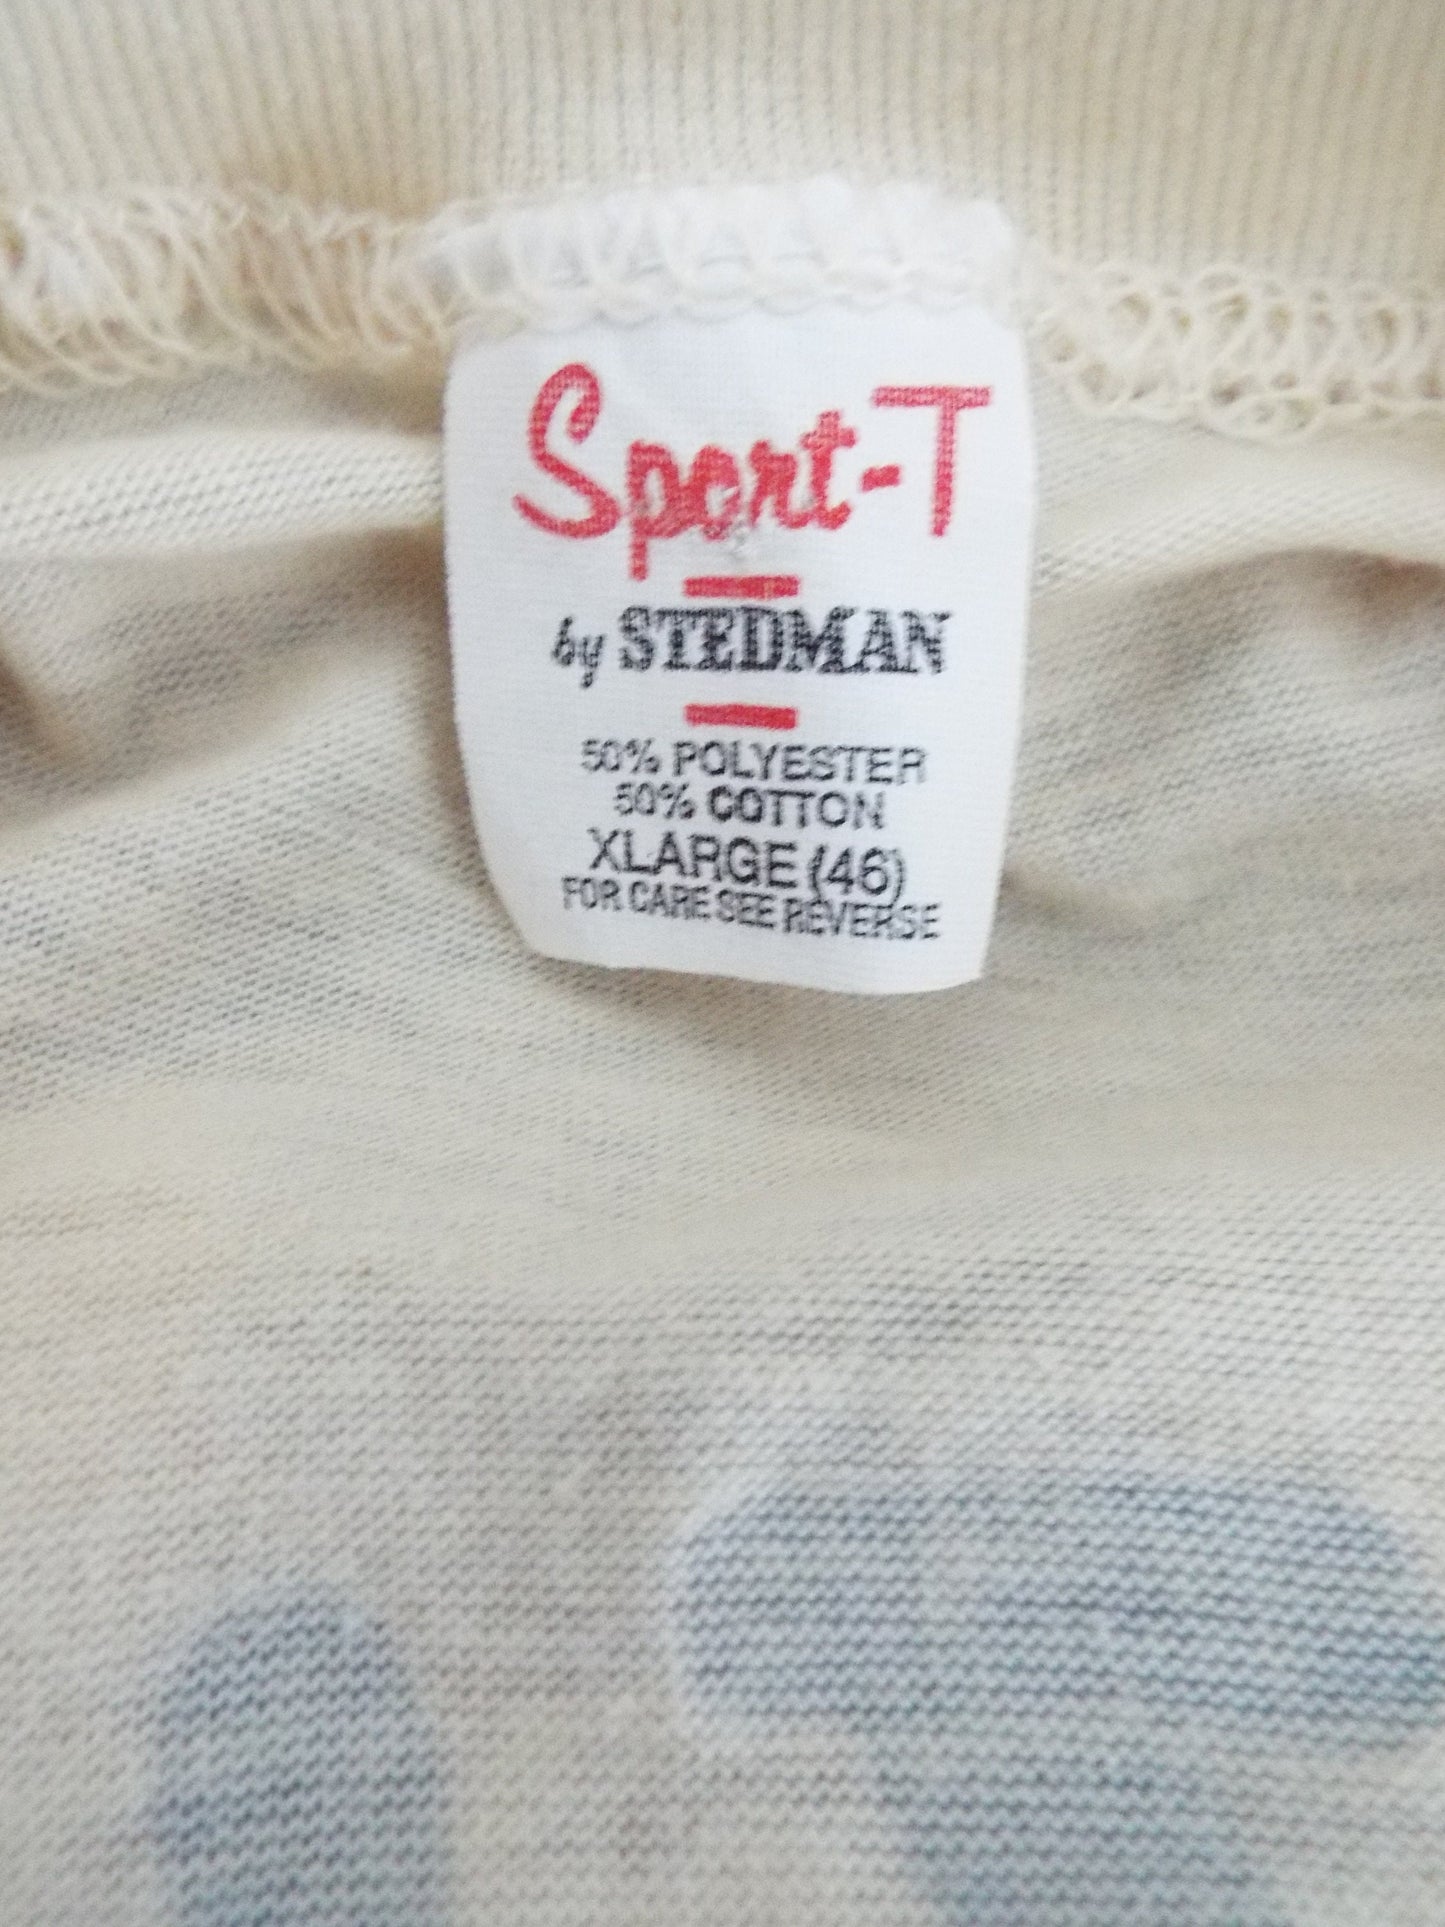 Sport-T
by STEDMAN
50% POLYESTER
50% COTTON
XLARGE (46)
FOR CARE SEE REVERSE